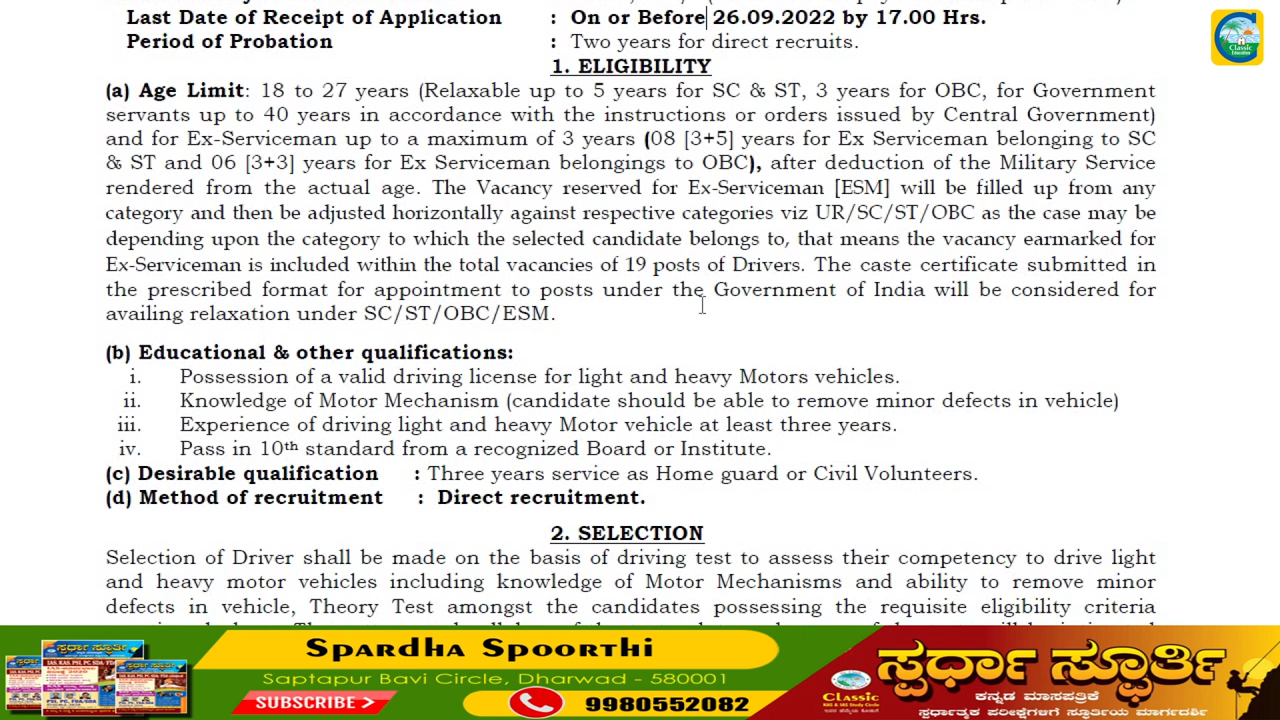 Last Date of Receipt of Application : On or Before 26.09.2022 by 17.00 Hrs.
Period of Probation : Two years for direct recruits.
1. ELIGIBILITY
(a) Age Limit: 18 to 27 years (Relaxable up to 5 years for SC & ST, 3 years for OBC, for Government
servants up to 40 years in accordance with the instructions or orders issued by Central Government)
and for Ex-Serviceman up to a maximum of 3 years (08 [3+5] years for Ex Serviceman belonging to SC
& ST and 06 [3+3] years for Ex Serviceman belongings to OBC), after deduction of the Military Service
rendered from the actual age. The Vacancy reserved for Ex-Serviceman [ESM] will be filled up from any
category and then be adjusted horizontally against respective categories viz UR/SC/ST/OBC as the case may be
depending upon the category to which the selected candidate belongs to, that means the vacancy earmarked for
Ex-Serviceman is included within the total vacancies of 19 posts of Drivers. The caste certificate submitted in
the prescribed format for appointment to posts under the Government of India will be considered for
availing relaxation under SC/ST/OBC/ESM.
(b) Educational & other qualifications:
i. Possession of a valid driving license for light and heavy Motors vehicles.
ii. Knowledge of Motor Mechanism (candidate should be able to remove minor defects in vehicle)
iii. Experience of driving light and heavy Motor vehicle at least three years.
iv. Pass in 10th standard from a recognized Board or Institute.
(c) Desirable qualification : Three years service as Home guard or Civil Volunteers.
(d) Method of recruitment : Direct recruitment.
2. SELECTION
Selection of Driver shall be made on the basis of driving test to assess their competency to drive light
and heavy motor vehicles including knowledge of Motor Mechanisms and ability to remove minor
defects in vehicle, Theory Test amongst the candidates possessing the requisite eligibility criteria
Classic
Education
Spardha Spoorthi
Saptapur Bavi Circle, Dharwad - 580001
SUBSCRIBE >
9980552082
ಸ್ಪರ್ಧಾ ಸ್ಫೂರ್ತಿ
ಕನ್ನಡ ಮಾಸಪತ್ರಿಕೆ
ಸ್ಪರ್ಧಾತ್ಮಕ ಪರೀಕ್ಷೆಗಳಿಗೆ ಸ್ಫೂರ್ತಿಯ ಮಾರ್ಗದರ್ಶಿ
Classic
KAS & IAS Study Circle